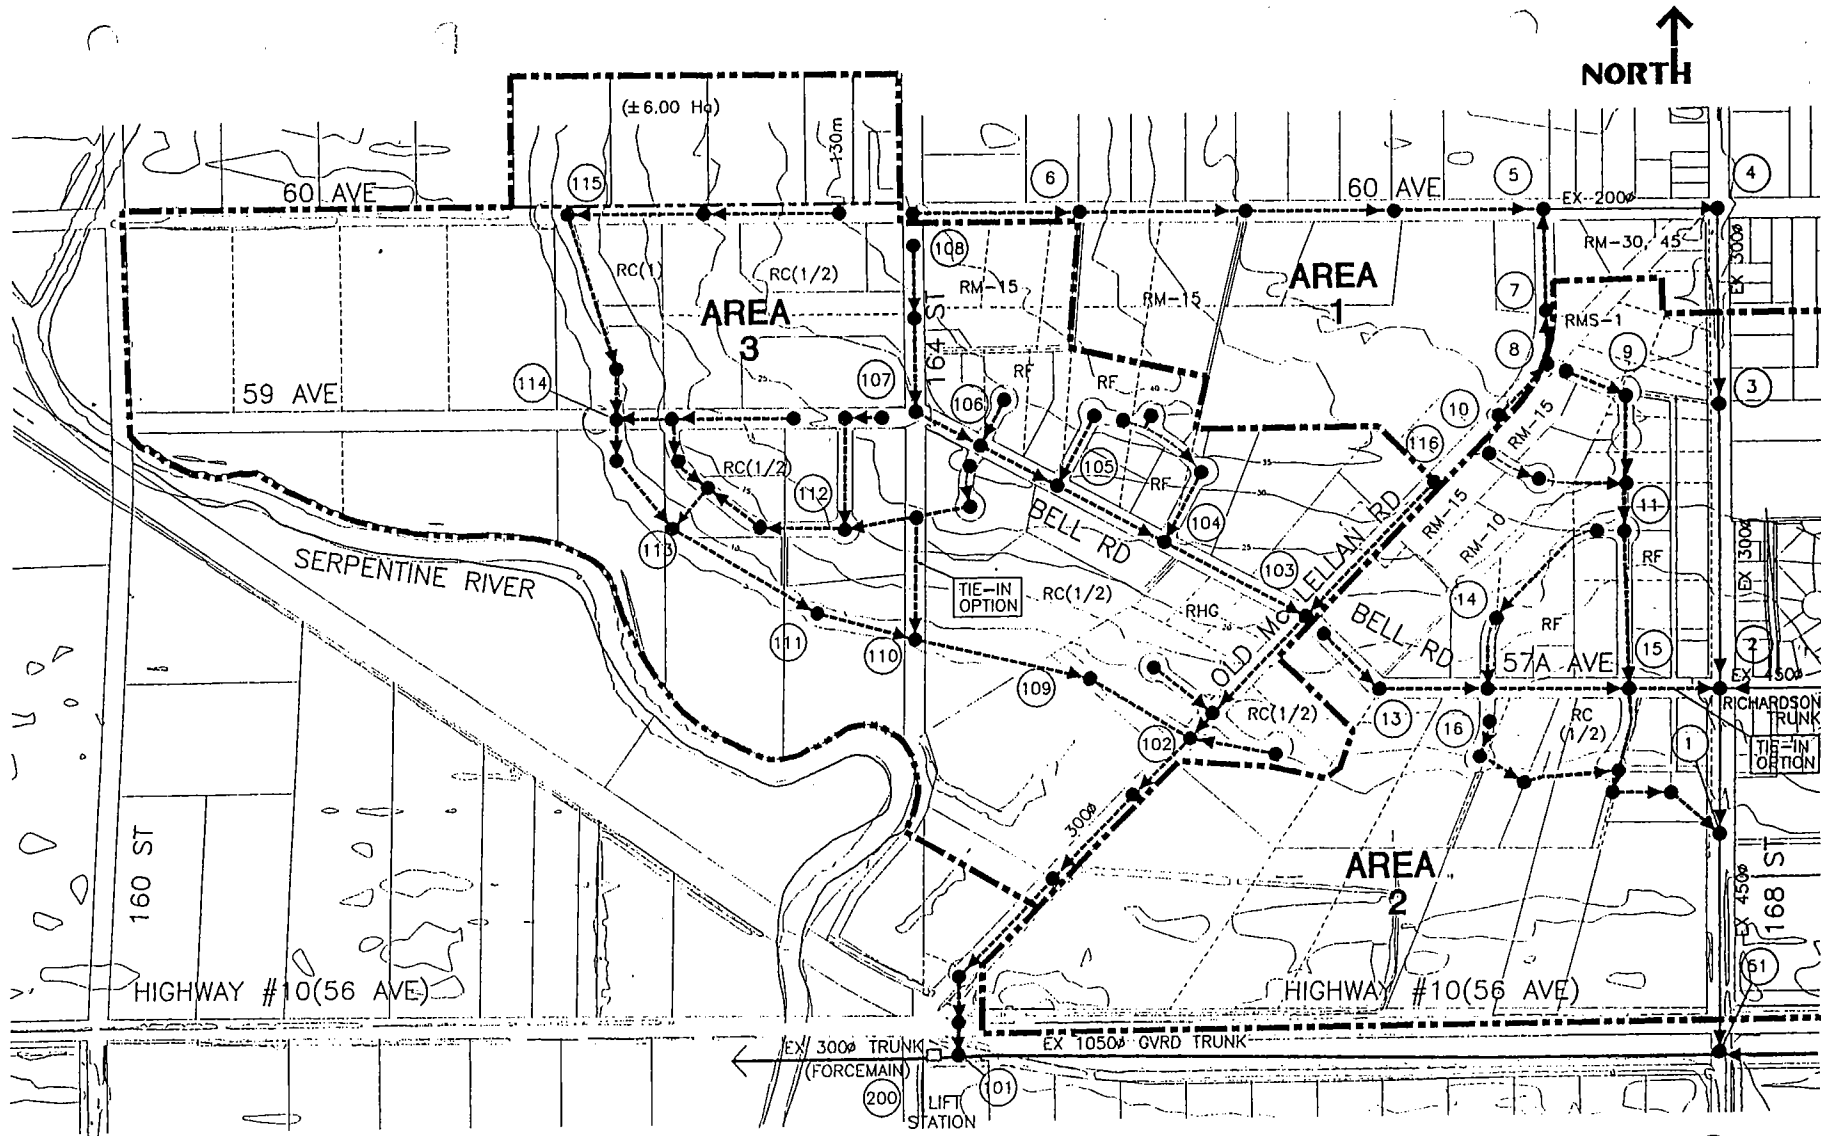 NORTH
(±6.00 Ha)
130m
115
6
5
4
60 AVE
60 AVE
EX 200ø
108
RM-30, 45
EX 300ø
RC(1)
RC(1/2)
RM-15
RM-15
AREA
1
7
AREA
3
164 ST
RMS-1
8
9
114
59 AVE
107
RF
RF
40
3
106
10
RM-15
116
25
105
RC(1/2)
15
112
RF
35
30
104
BELL RD
RM-15
RM-10
11
113
10
25
103
RF
EX 300ø
SERPENTINE RIVER
TIE-IN
OPTION
RC(1/2)
RHG
OLD McLELLAN RD
BELL RD
14
RF
111
110
109
57A AVE
15
2
EX 450ø
RICHARDSON
TRUNK
RC(1/2)
13
16
RC
(1/2)
102
1
TIE-IN
OPTION
300ø
160 ST
AREA
2
168 ST
EX 450ø
51
HIGHWAY #10(56 AVE)
HIGHWAY #10(56 AVE)
EX 300ø TRUNK
(FORCEMAIN)
EX 1050ø GVRD TRUNK
101
200
LIFT
STATION